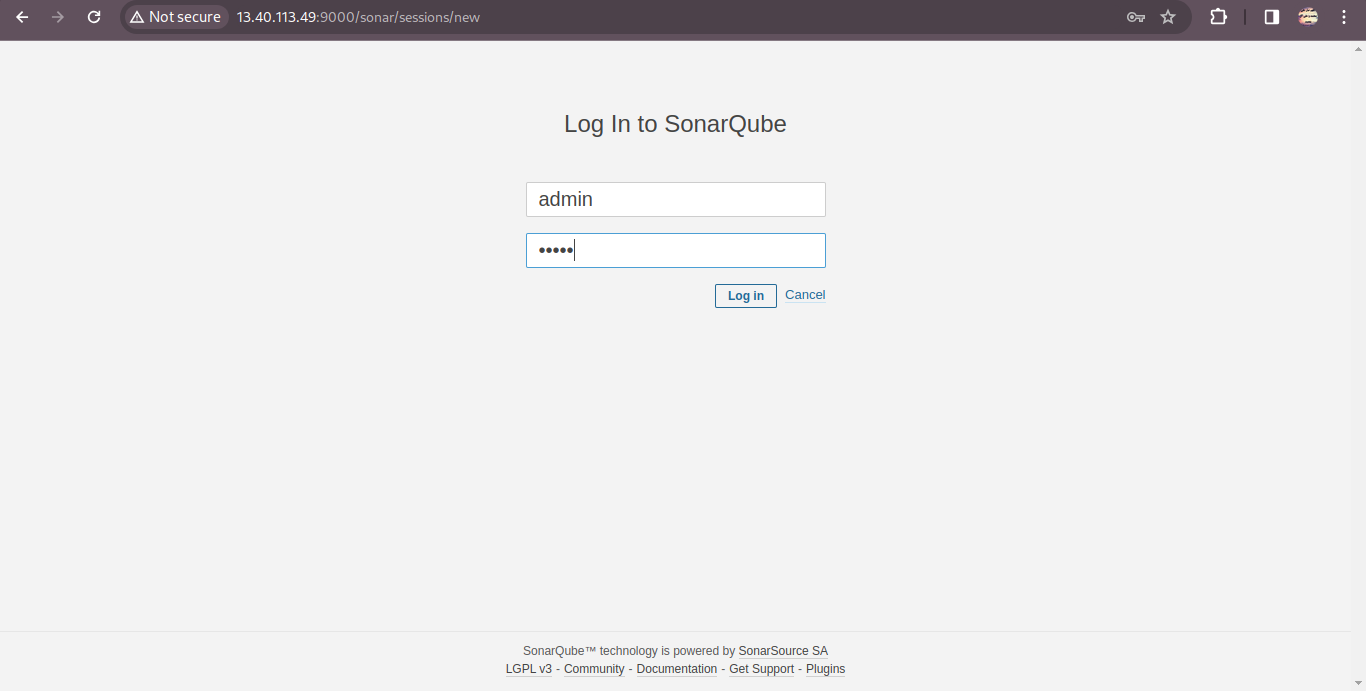 Not secure 13.40.113.49:9000/sonar/sessions/new
Log In to SonarQube
admin
•••••
Log in Cancel
SonarQube™ technology is powered by SonarSource SA
LGPL v3 - Community - Documentation - Get Support - Plugins